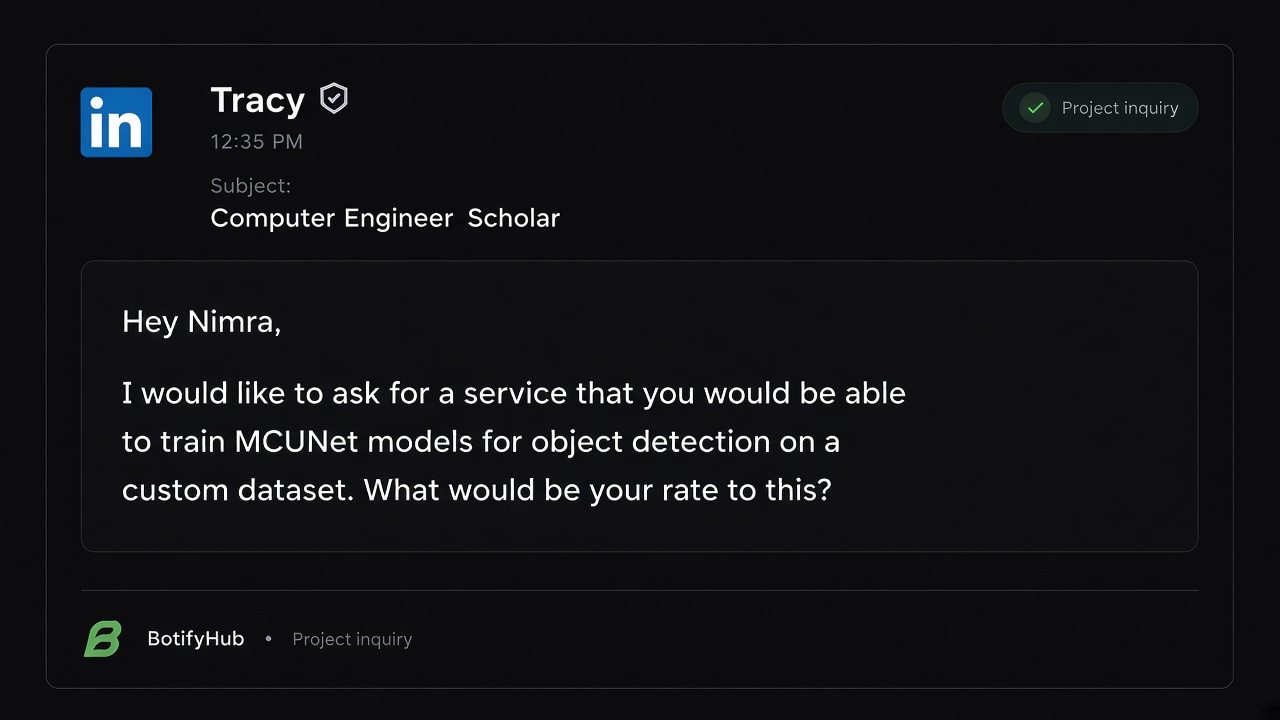 in
Tracy
12:35 PM
Project inquiry
Subject:
Computer Engineer Scholar
Hey Nimra,
I would like to ask for a service that you would be able
to train MCUNet models for object detection on a
custom dataset. What would be your rate to this?
B BotifyHub • Project inquiry